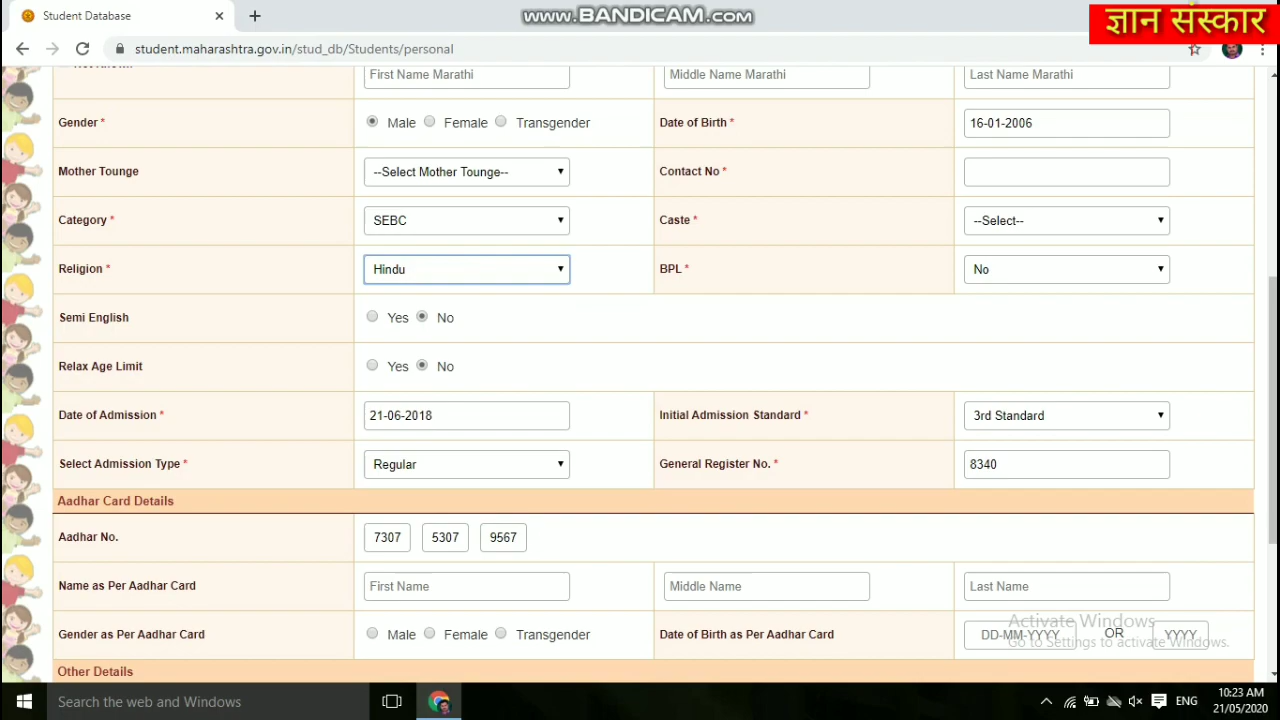 Student Database
www.BANDICAM.com
ज्ञान संस्कार
student.maharashtra.gov.in/stud_db/Students/personal
First Name Marathi Middle Name Marathi Last Name Marathi
Gender * Male Female Transgender Date of Birth * 16-01-2006
Mother Tounge --Select Mother Tounge-- Contact No *
Category * SEBC Caste * --Select--
Religion * Hindu BPL * No
Semi English Yes No
Relax Age Limit Yes No
Date of Admission * 21-06-2018 Initial Admission Standard * 3rd Standard
Select Admission Type * Regular General Register No. * 8340
Aadhar Card Details
Aadhar No. 7307 5307 9567
Name as Per Aadhar Card First Name Middle Name Last Name
Gender as Per Aadhar Card Male Female Transgender Date of Birth as Per Aadhar Card DD-MM-YYYY OR YYYY
Activate Windows
Go to Settings to activate Windows.
Other Details
Search the web and Windows
ENG
10:23 AM
21/05/2020